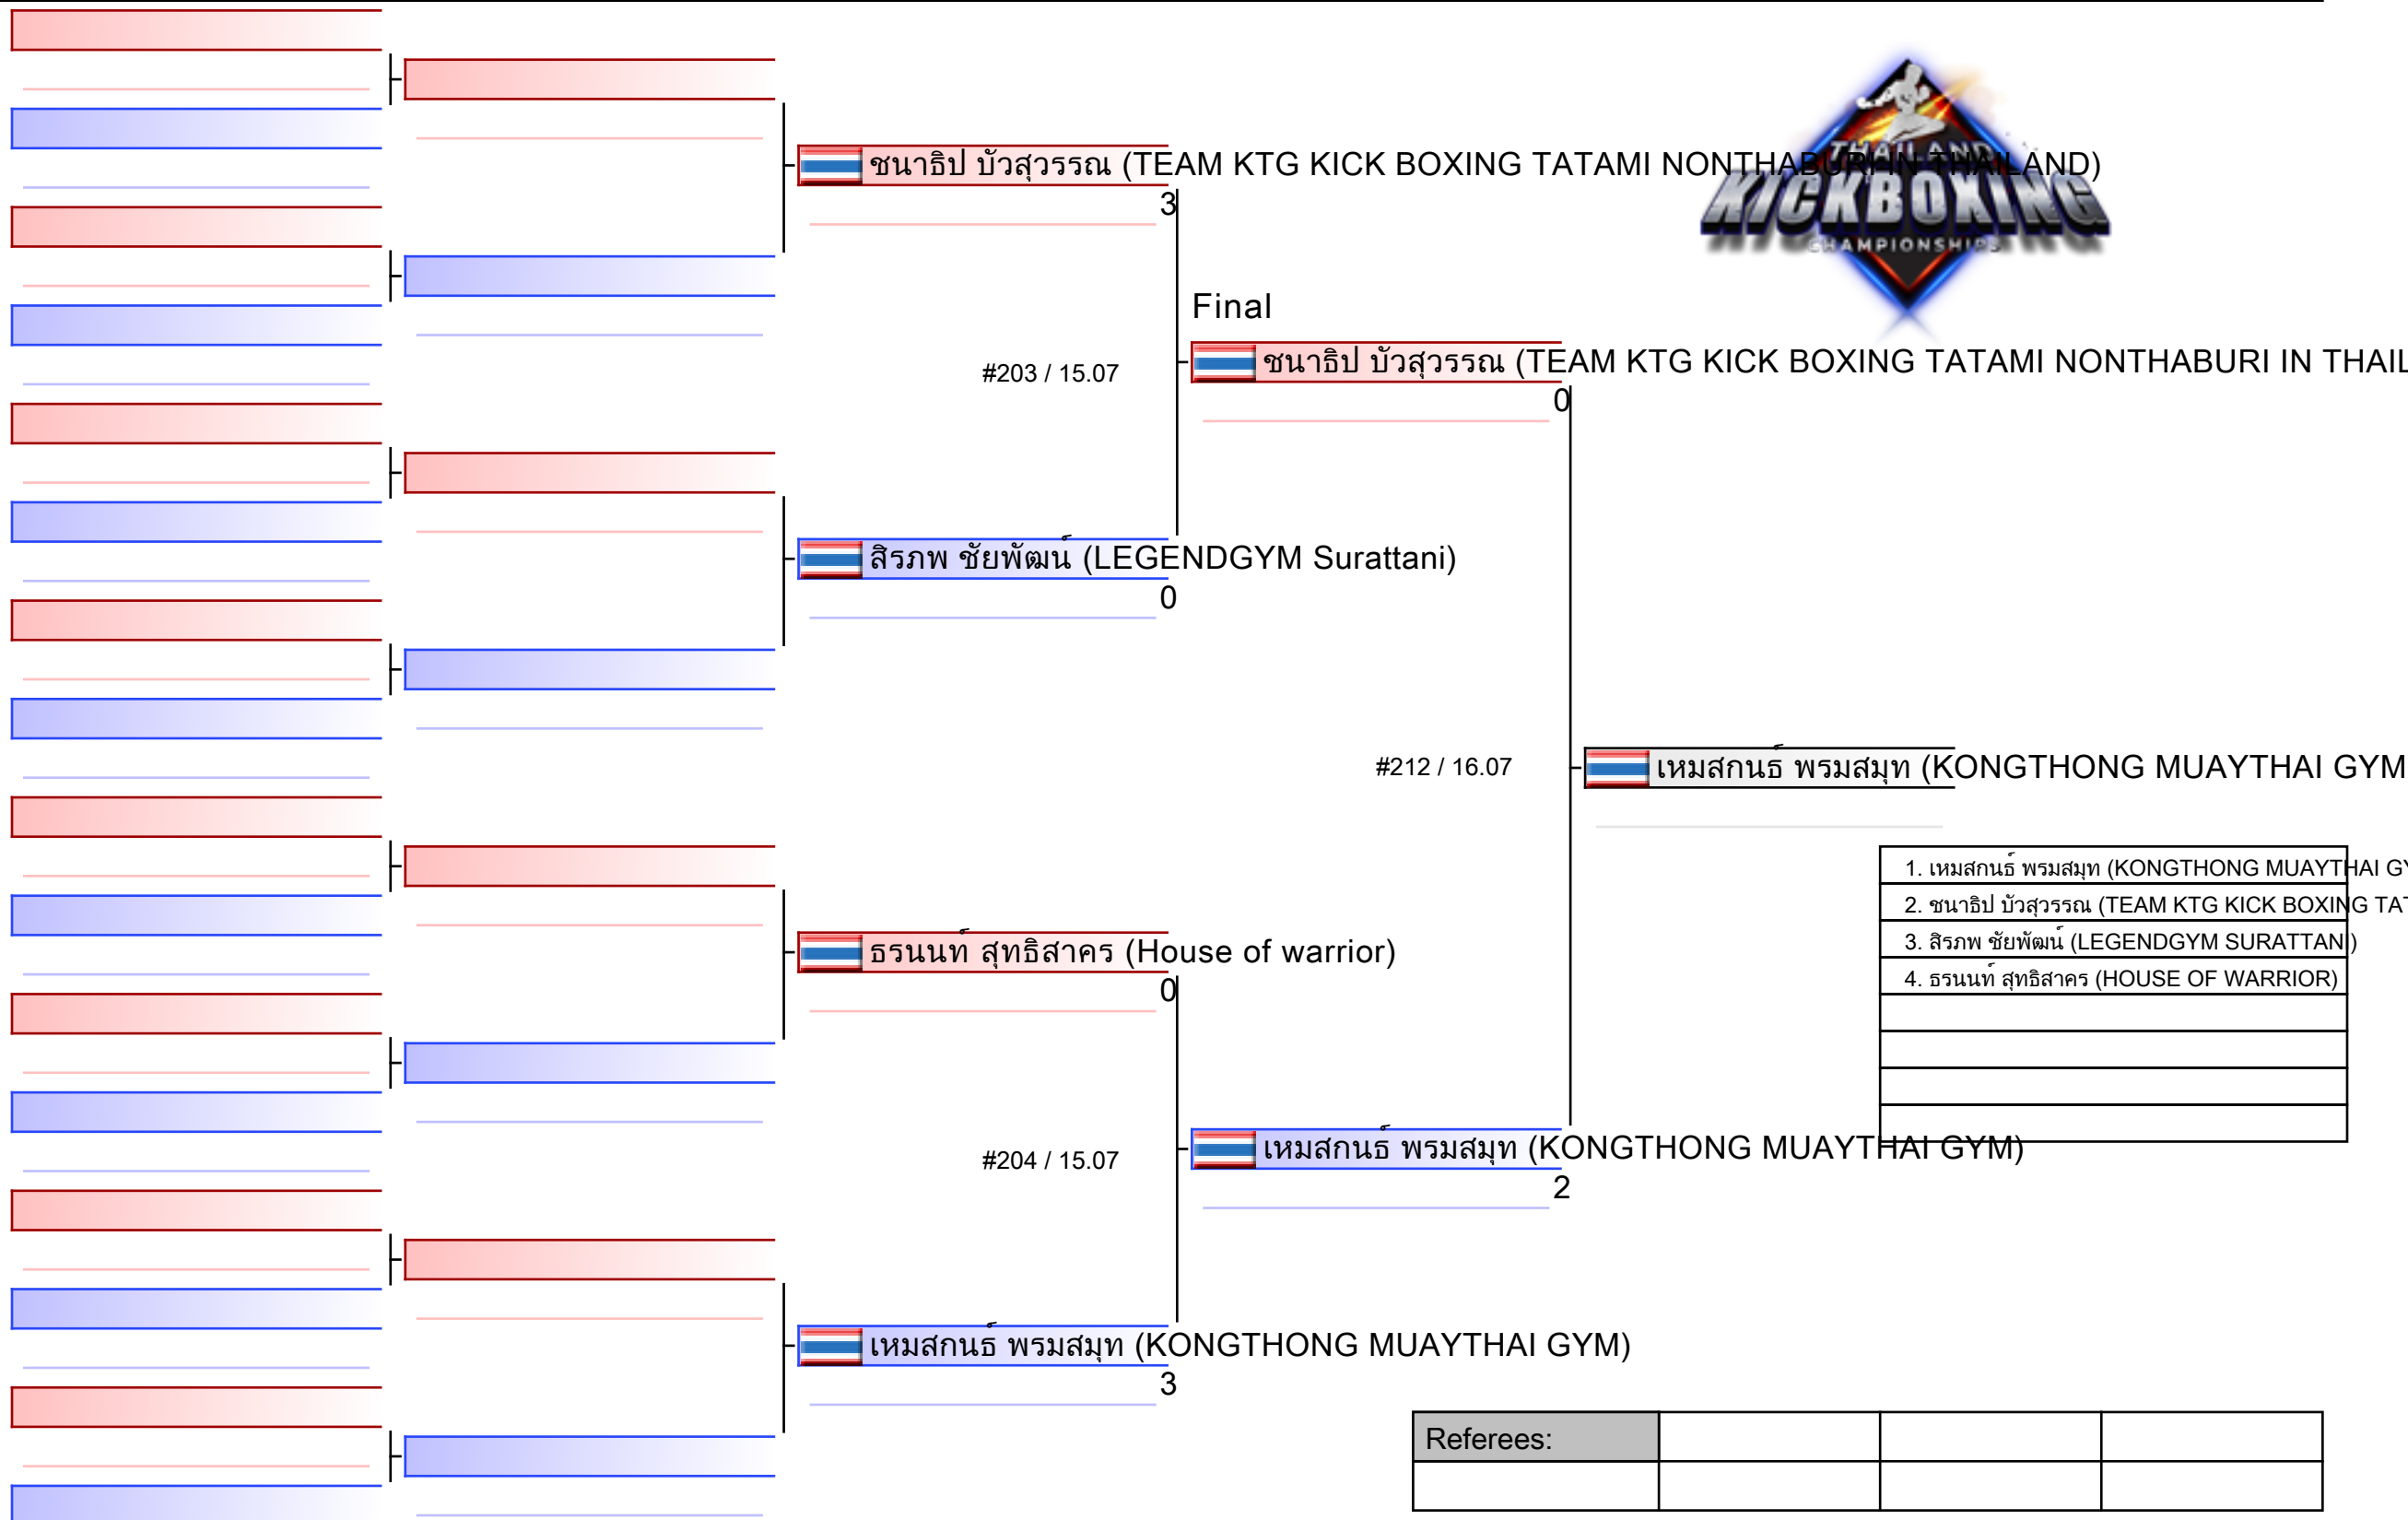 THAILAND
KICKBOXING
CHAMPIONSHIPS
ชนาธิป บัวสุวรรณ (TEAM KTG KICK BOXING TATAMI NONTHABURI IN THAILAND)
3
Final
#203 / 15.07
ชนาธิป บัวสุวรรณ (TEAM KTG KICK BOXING TATAMI NONTHABURI IN THAIL
0
สิรภพ ชัยพัฒน์ (LEGENDGYM Surattani)
0
#212 / 16.07
เหมสกนธ์ พรมสมุท (KONGTHONG MUAYTHAI GYM
1. เหมสกนธ์ พรมสมุท (KONGTHONG MUAYTHAI GY
2. ชนาธิป บัวสุวรรณ (TEAM KTG KICK BOXING TAT
3. สิรภพ ชัยพัฒน์ (LEGENDGYM SURATTANI)
4. ธรนนท์ สุทธิสาคร (HOUSE OF WARRIOR)
ธรนนท์ สุทธิสาคร (House of warrior)
0
#204 / 15.07
เหมสกนธ์ พรมสมุท (KONGTHONG MUAYTHAI GYM)
2
เหมสกนธ์ พรมสมุท (KONGTHONG MUAYTHAI GYM)
3
Referees: